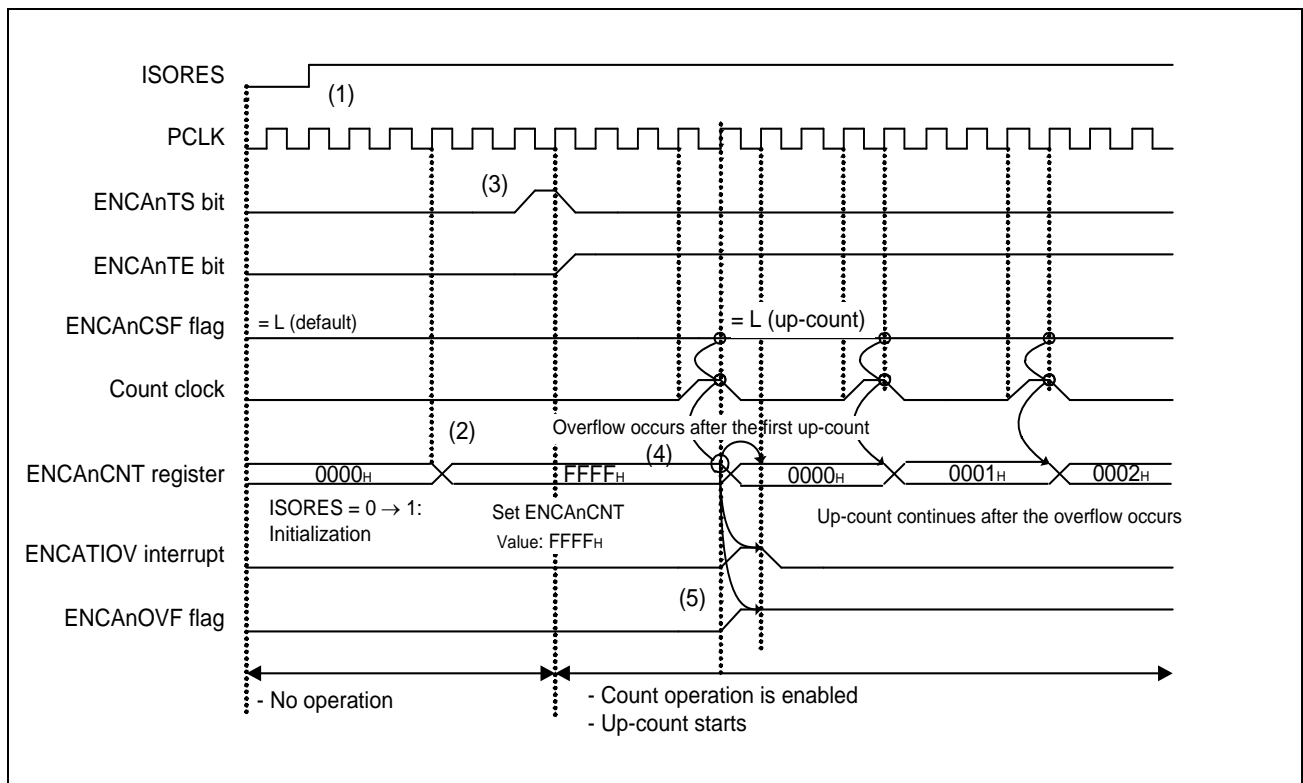 ISORES
(1)
PCLK
(3)
ENCAnTS bit
ENCAnTE bit
ENCAnCSF flag
= L (default)
= L (up-count)
Count clock
(2)
Overflow occurs after the first up-count
(4)
ENCAnCNT register
0000H
FFFFH
0000H
0001H
0002H
ISORES = 0 → 1:
Initialization
Set ENCAnCNT
Value: FFFFH
Up-count continues after the overflow occurs
ENCATIOV interrupt
(5)
ENCAnOVF flag
- No operation
- Count operation is enabled
- Up-count starts